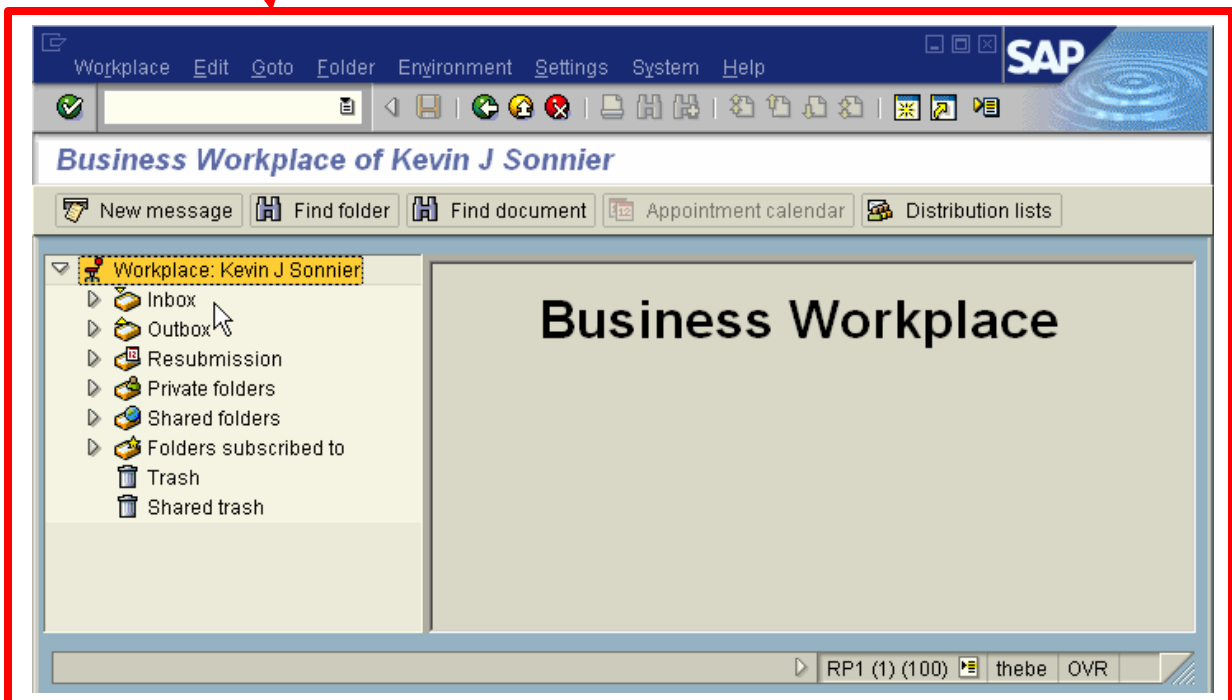 SAP
Workplace Edit Goto Folder Environment Settings System Help
Business Workplace of Kevin J Sonnier
New message Find folder Find document 12 Appointment calendar Distribution lists
Workplace: Kevin J Sonnier
Inbox
Outbox
12 Resubmission
Private folders
Shared folders
Folders subscribed to
Trash
Shared trash
Business Workplace
RP1 (1) (100) thebe OVR